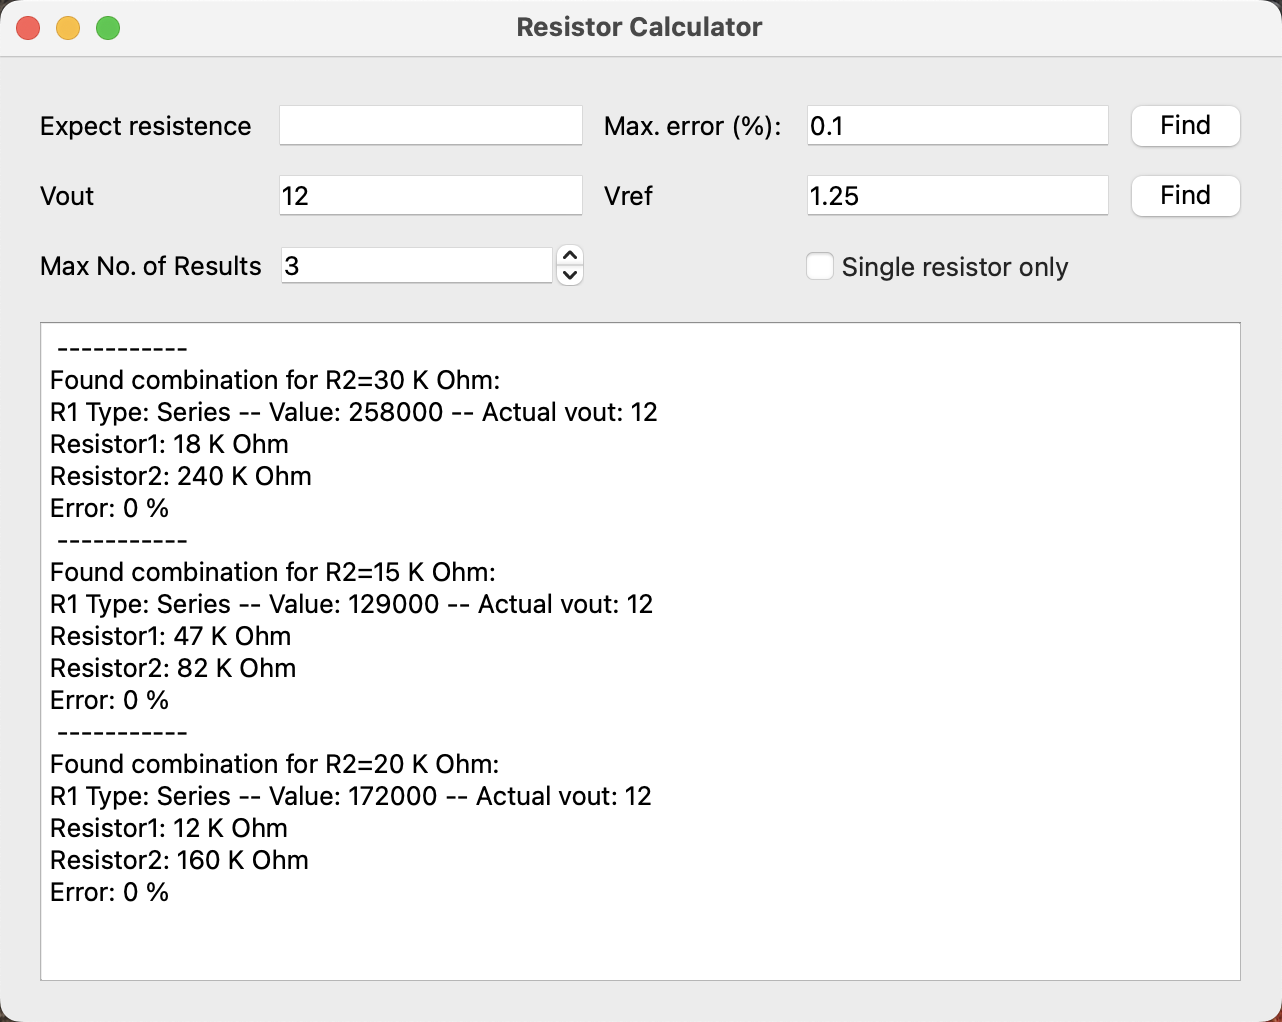 Resistor Calculator
Expect resistence
Max. error (%): 0.1 Find
Vout 12 Vref 1.25 Find
Max No. of Results 3 Single resistor only
-----------
Found combination for R2=30 K Ohm:
R1 Type: Series -- Value: 258000 -- Actual vout: 12
Resistor1: 18 K Ohm
Resistor2: 240 K Ohm
Error: 0 %
-----------
Found combination for R2=15 K Ohm:
R1 Type: Series -- Value: 129000 -- Actual vout: 12
Resistor1: 47 K Ohm
Resistor2: 82 K Ohm
Error: 0 %
-----------
Found combination for R2=20 K Ohm:
R1 Type: Series -- Value: 172000 -- Actual vout: 12
Resistor1: 12 K Ohm
Resistor2: 160 K Ohm
Error: 0 %